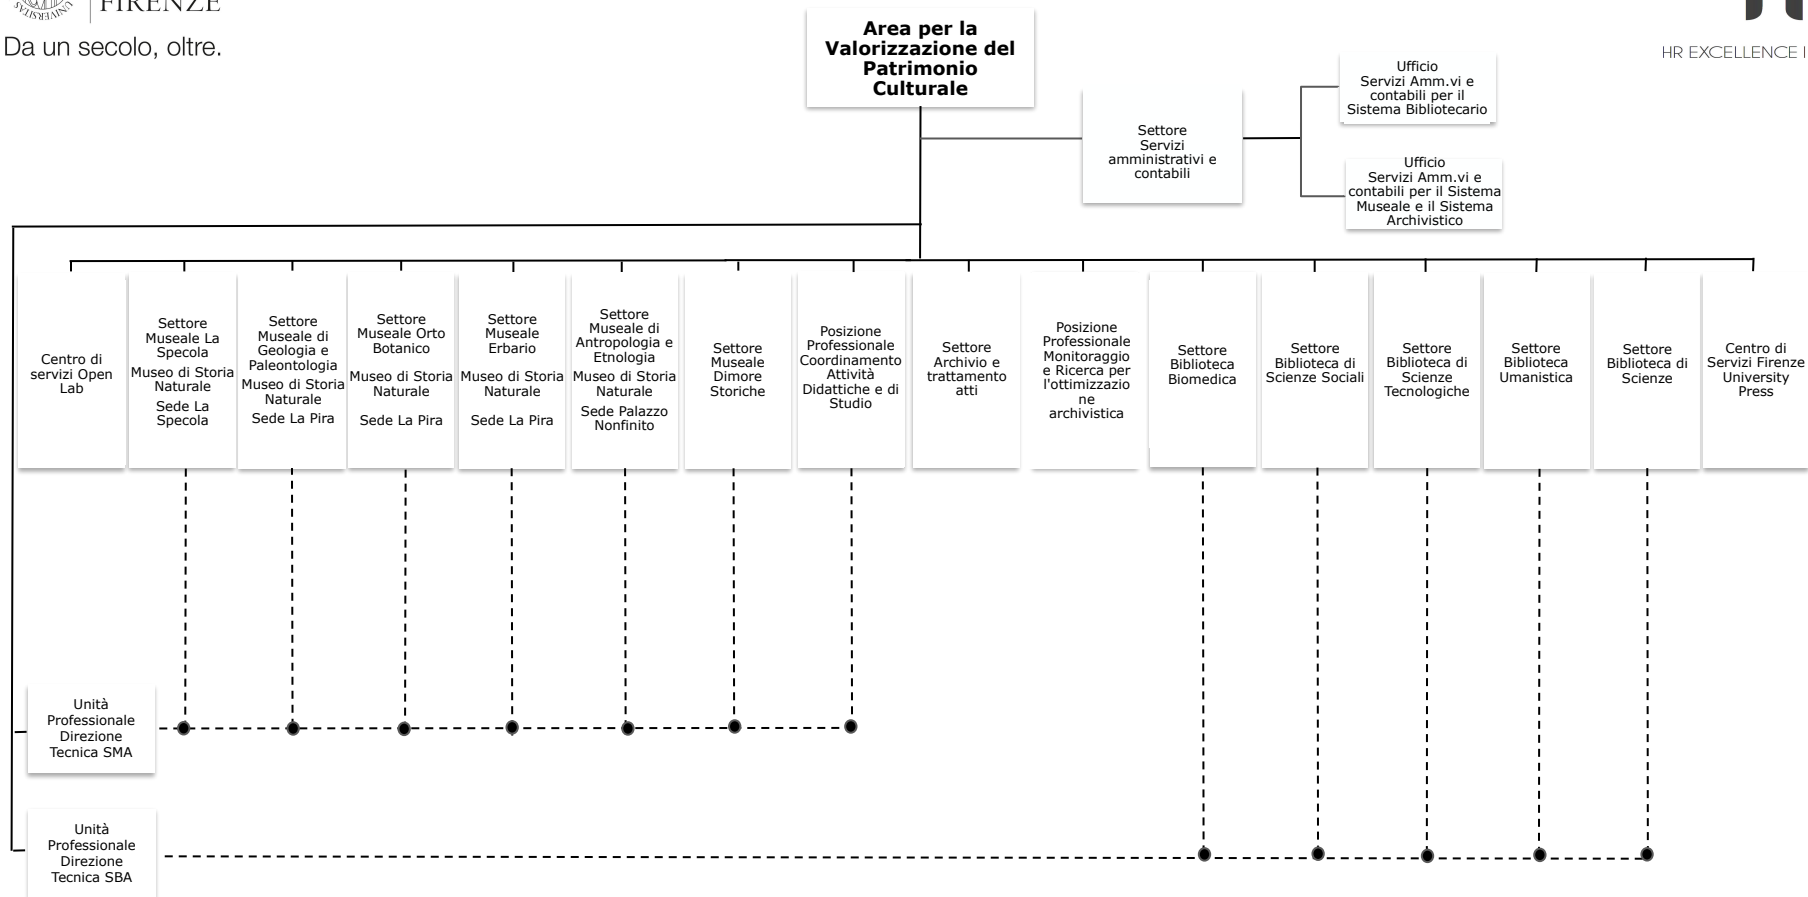 FIRENZE
Da un secolo, oltre.
HR EXCELLENCE I
Area per la
Valorizzazione del
Patrimonio
Culturale
Settore
Servizi
amministrativi e
contabili
Ufficio
Servizi Amm.vi e
contabili per il
Sistema Bibliotecario
Ufficio
Servizi Amm.vi e
contabili per il Sistema
Museale e il Sistema
Archivistico
Centro di
servizi Open
Lab
Settore
Museale La
Specola
Museo di Storia
Naturale
Sede La
Specola
Settore
Museale di
Geologia e
Paleontologia
Museo di Storia
Naturale
Sede La Pira
Settore
Museale Orto
Botanico
Museo di Storia
Naturale
Sede La Pira
Settore
Museale
Erbario
Museo di Storia
Naturale
Sede La Pira
Settore
Museale di
Antropologia e
Etnologia
Museo di Storia
Naturale
Sede Palazzo
Nonfinito
Settore
Museale
Dimore
Storiche
Posizione
Professionale
Coordinamento
Attività
Didattiche e di
Studio
Settore
Archivio e
trattamento
atti
Posizione
Professionale
Monitoraggio
e Ricerca per
l'ottimizzazio
ne
archivistica
Settore
Biblioteca
Biomedica
Settore
Biblioteca di
Scienze Sociali
Settore
Biblioteca di
Scienze
Tecnologiche
Settore
Biblioteca
Umanistica
Settore
Biblioteca di
Scienze
Centro di
Servizi Firenze
University
Press
Unità
Professionale
Direzione
Tecnica SMA
Unità
Professionale
Direzione
Tecnica SBA